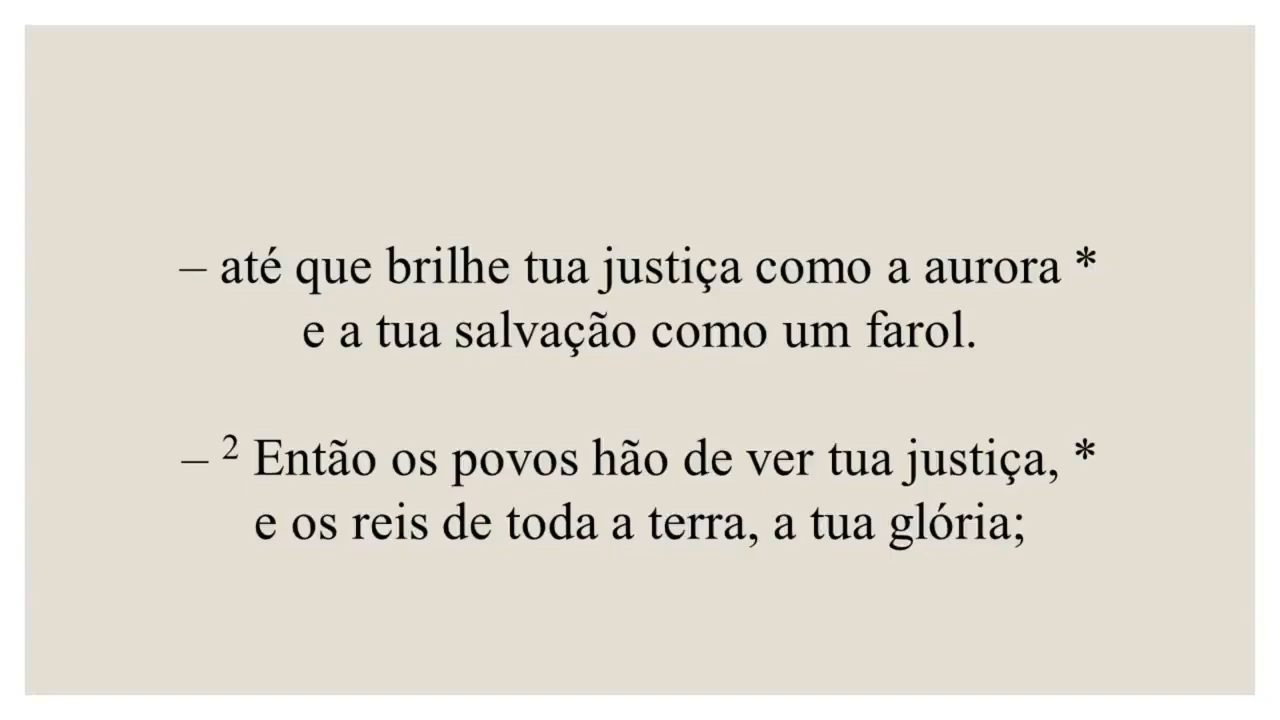 – até que brilhe tua justiça como a aurora *
e a tua salvação como um farol.
– ² Então os povos hão de ver tua justiça, *
e os reis de toda a terra, a tua glória;